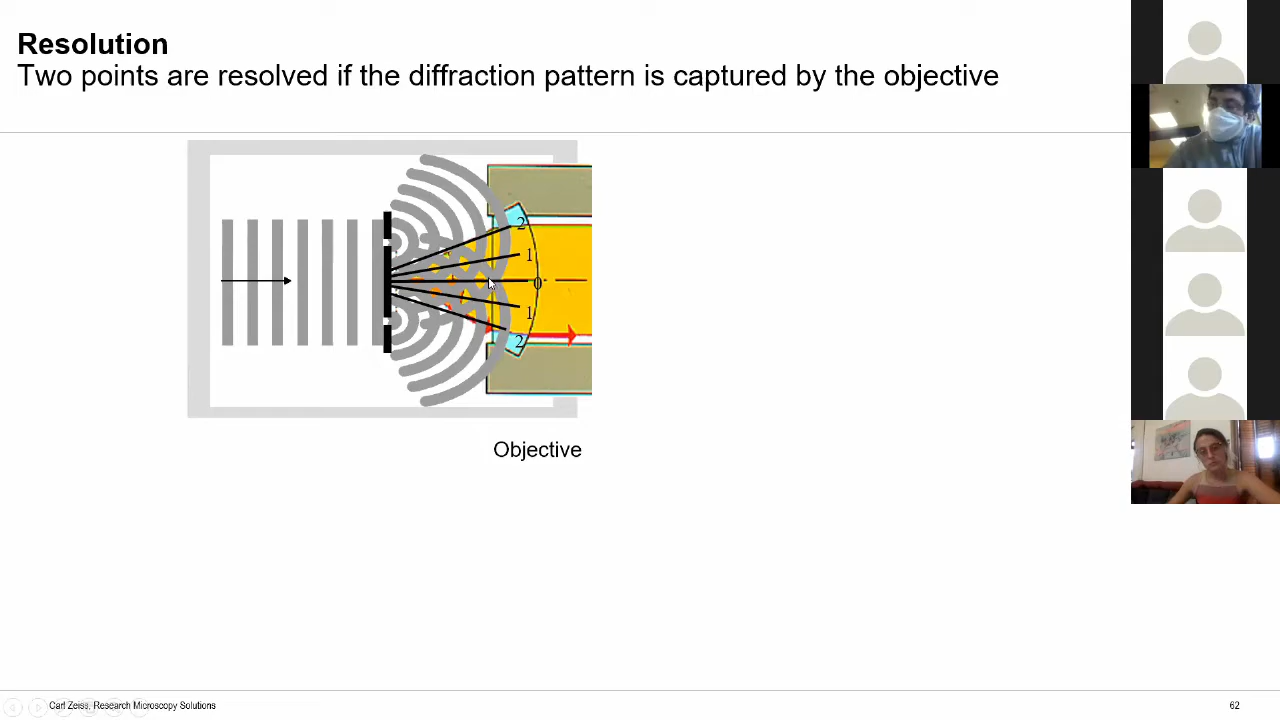 Resolution
Two points are resolved if the diffraction pattern is captured by the objective
2
1
0
1
2
Objective
Carl Zeiss, Research Microscopy Solutions
62